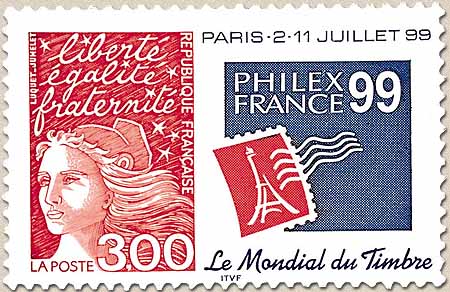 liberté
égalité
fraternité
LUQUET-JUMELET
RÉPUBLIQUE FRANÇAISE
LA POSTE 3,00
PARIS-2-11 JUILLET 99
PHILEX
FRANCE 99
Le Mondial du Timbre
ITVF